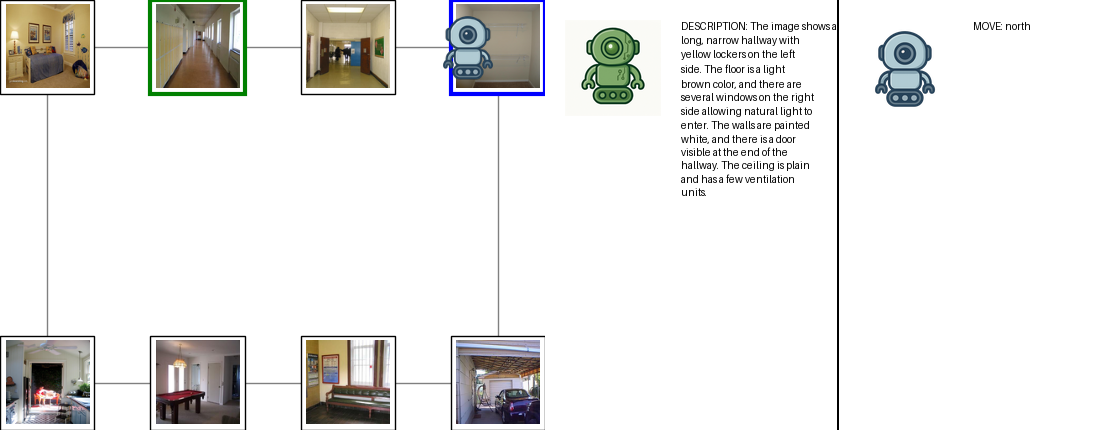 DESCRIPTION: The image shows a
long, narrow hallway with
yellow lockers on the left
side. The floor is a light
brown color, and there are
several windows on the right
side allowing natural light to
enter. The walls are painted
white, and there is a door
visible at the end of the
hallway. The ceiling is plain
and has a few ventilation
units.
MOVE: north